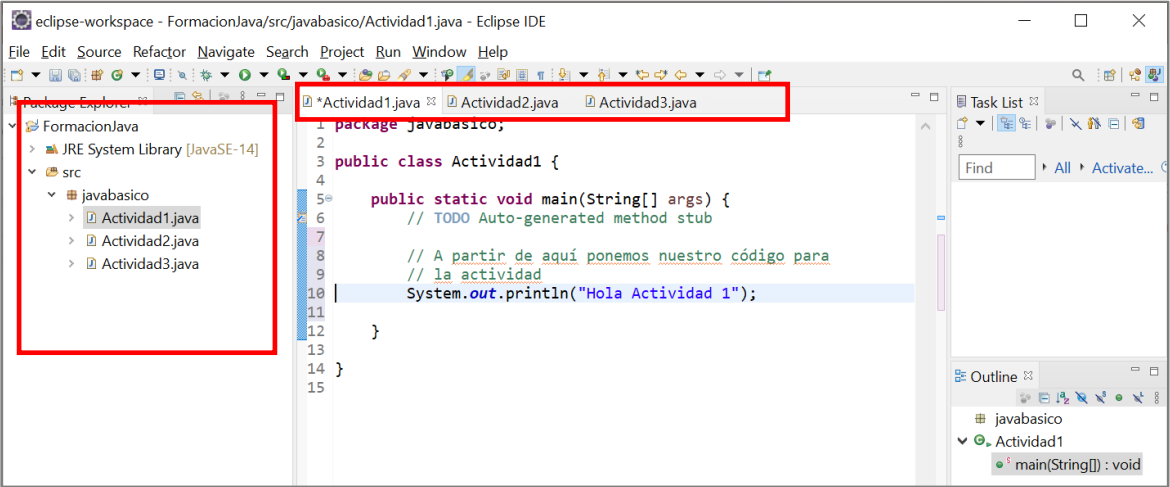 eclipse-workspace - FormacionJava/src/javabasico/Actividad1.java - Eclipse IDE
File Edit Source Refactor Navigate Search Project Run Window Help
Package Explorer
FormacionJava
JRE System Library [JavaSE-14]
src
javabasico
Actividad1.java
Actividad2.java
Actividad3.java
*Actividad1.java Actividad2.java Actividad3.java
1 package javabasico;
2
3 public class Actividad1 {
4
5 public static void main(String[] args) {
6 // TODO Auto-generated method stub
7
8 // A partir de aquí ponemos nuestro código para
9 // la actividad
10 System.out.println("Hola Actividad 1");
11
12 }
13
14 }
15
Task List
Find All Activate...
Outline
javabasico
Actividad1
main(String[]) : void